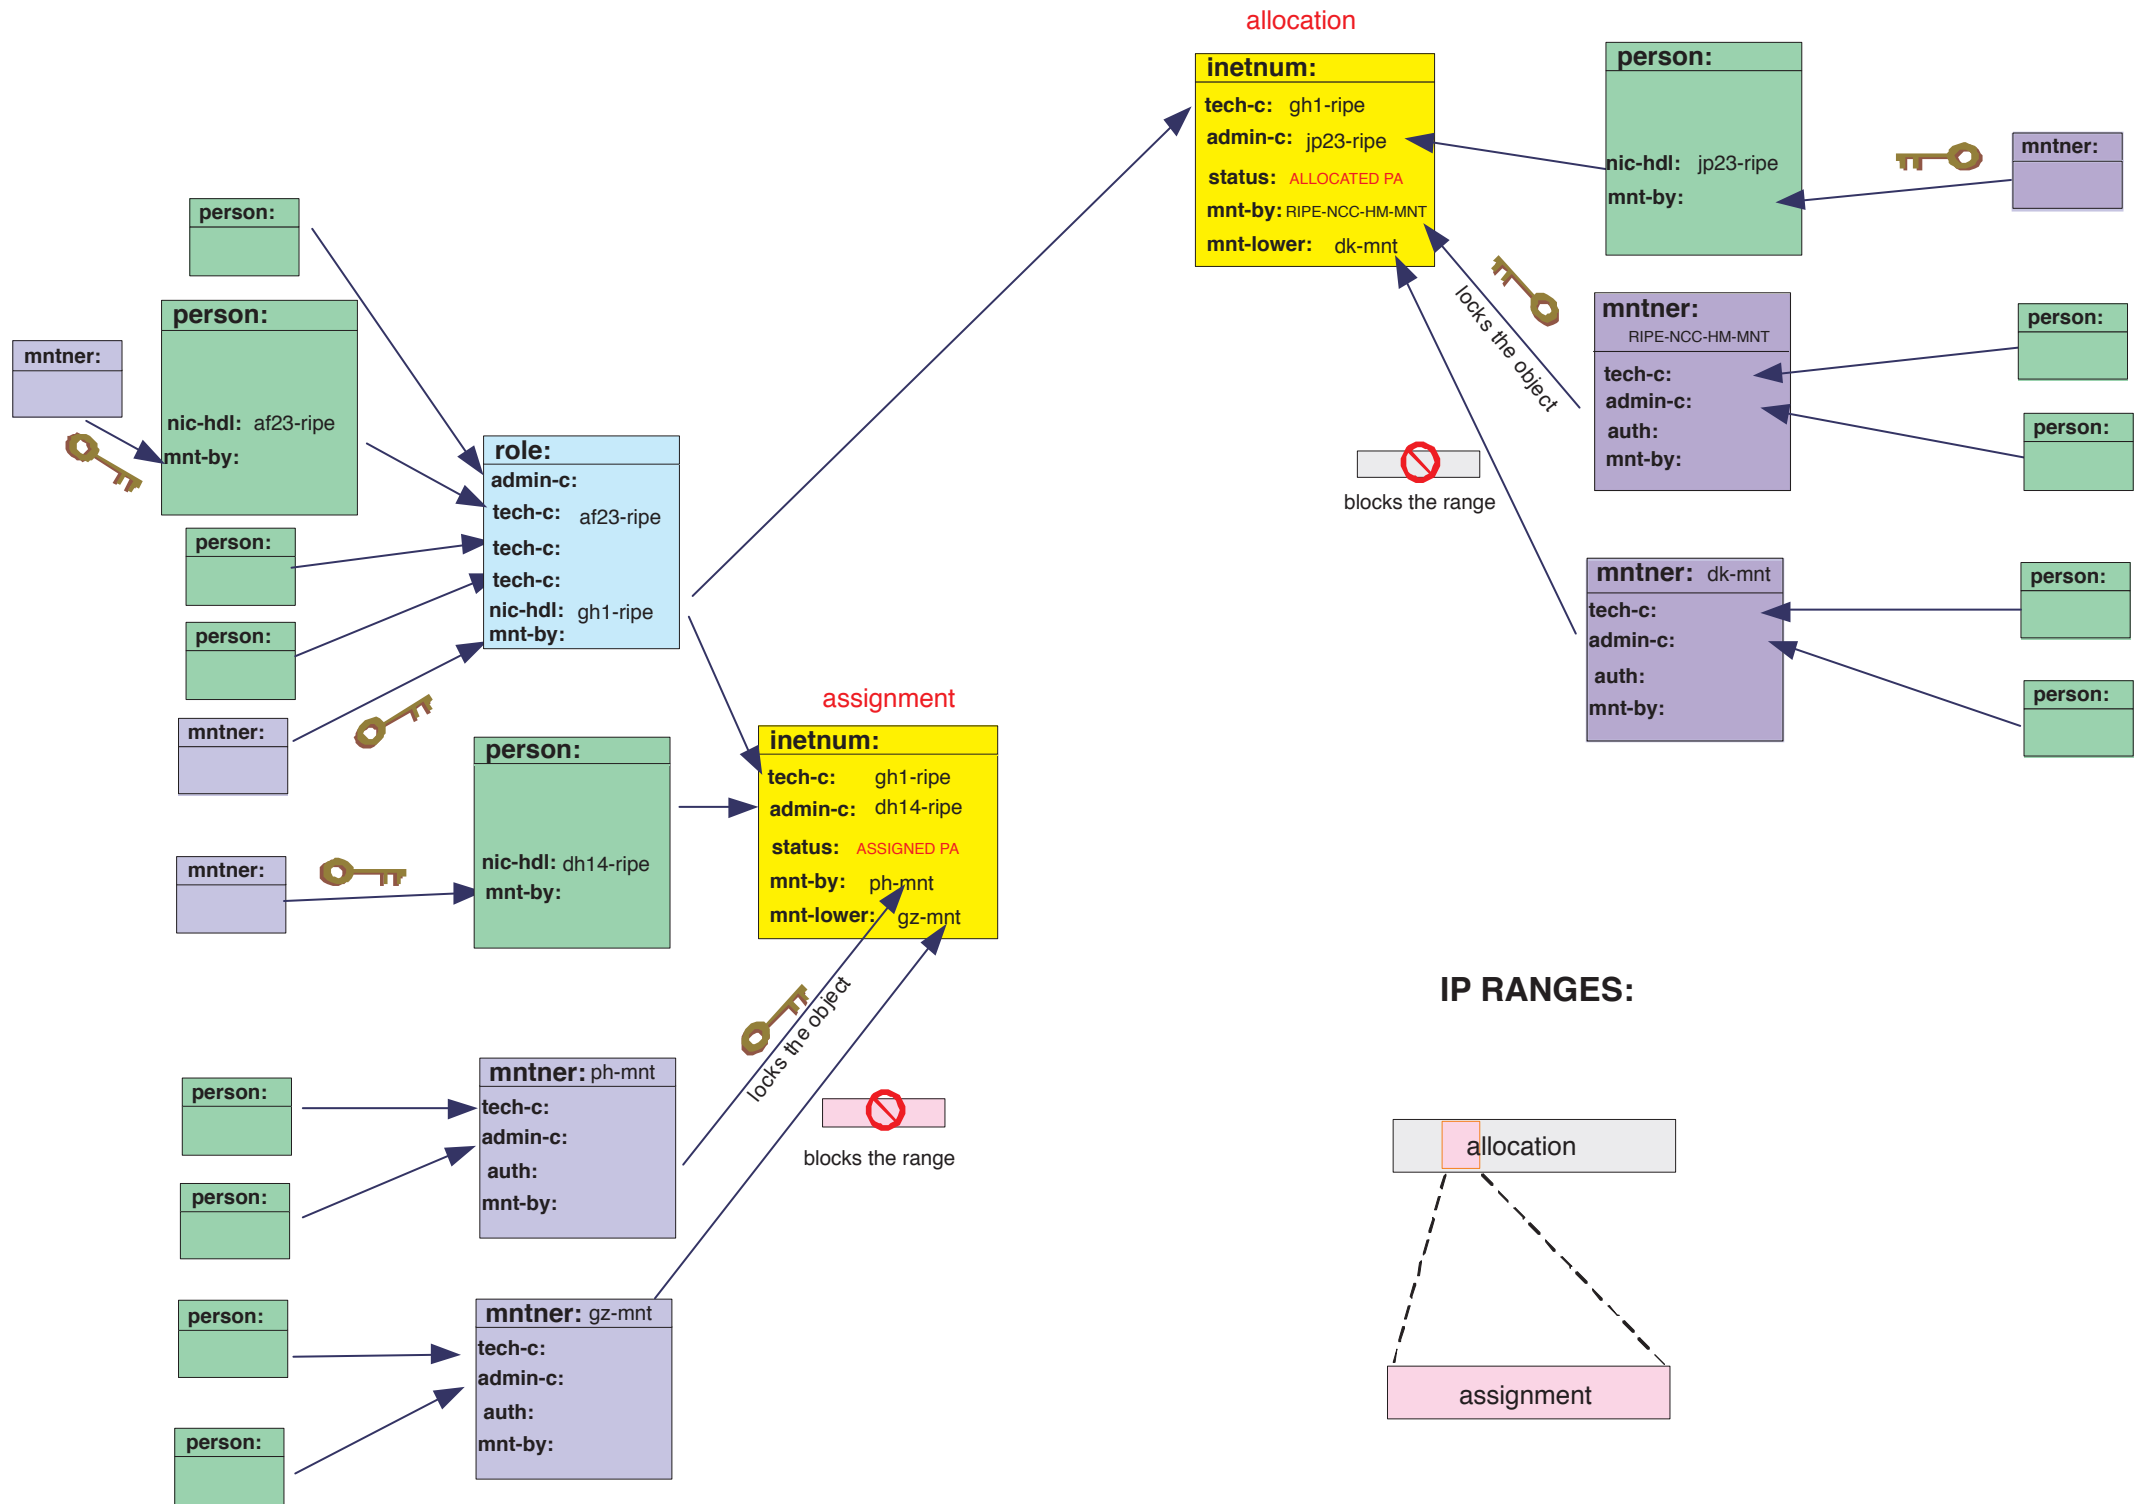 allocation
inetnum:
tech-c: gh1-ripe
admin-c: jp23-ripe
status: ALLOCATED PA
mnt-by: RIPE-NCC-HM-MNT
mnt-lower: dk-mnt
person:
nic-hdl: jp23-ripe
mnt-by:
mntner:
locks the object
mntner:
RIPE-NCC-HM-MNT
tech-c:
admin-c:
auth:
mnt-by:
person:
person:
blocks the range
mntner: dk-mnt
tech-c:
admin-c:
auth:
mnt-by:
person:
person:
person:
person:
nic-hdl: af23-ripe
mnt-by:
mntner:
person:
person:
mntner:
role:
admin-c:
tech-c: af23-ripe
tech-c:
tech-c:
nic-hdl: gh1-ripe
mnt-by:
assignment
inetnum:
tech-c: gh1-ripe
admin-c: dh14-ripe
status: ASSIGNED PA
mnt-by: ph-mnt
mnt-lower: gz-mnt
person:
nic-hdl: dh14-ripe
mnt-by:
mntner:
locks the object
blocks the range
person:
person:
mntner: ph-mnt
tech-c:
admin-c:
auth:
mnt-by:
person:
person:
mntner: gz-mnt
tech-c:
admin-c:
auth:
mnt-by:
IP RANGES:
allocation
assignment